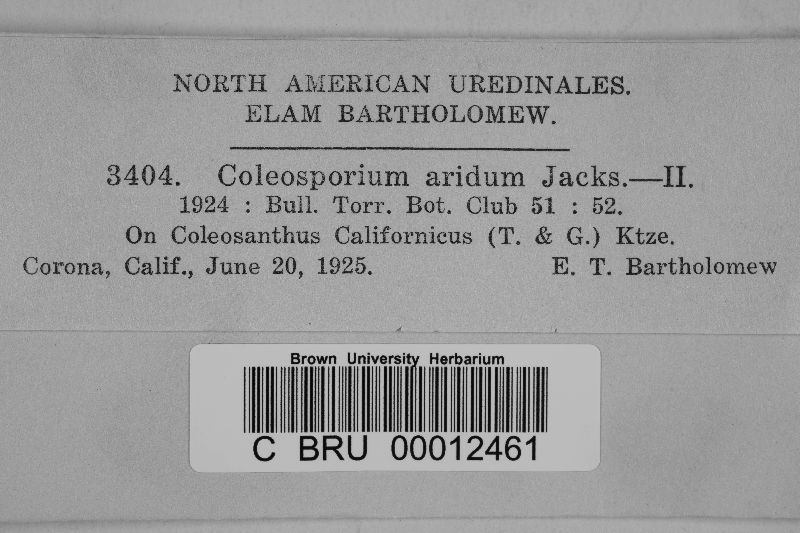 NORTH AMERICAN UREDINALES.
ELAM BARTHOLOMEW.
3404. Coleosporium aridum Jacks.—II.
1924 : Bull. Torr. Bot. Club 51 : 52.
On Coleosanthus Californicus (T. & G.) Ktze.
Corona, Calif., June 20, 1925. E. T. Bartholomew
Brown University Herbarium
C BRU 00012461